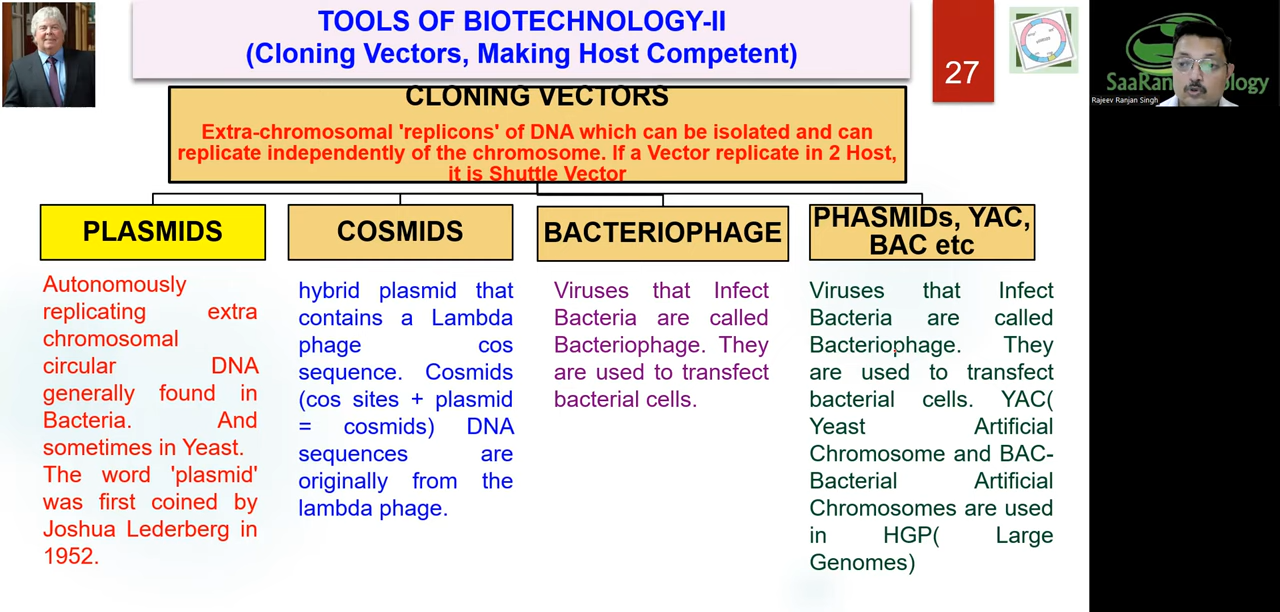 TOOLS OF BIOTECHNOLOGY-II
(Cloning Vectors, Making Host Competent)
27
Rajeev Ranjan Singh
CLONING VECTORS
Extra-chromosomal 'replicons' of DNA which can be isolated and can
replicate independently of the chromosome. If a Vector replicate in 2 Host,
it is Shuttle Vector
PLASMIDS
Autonomously
replicating extra
chromosomal
circular DNA
generally found in
Bacteria. And
sometimes in Yeast.
The word 'plasmid'
was first coined by
Joshua Lederberg in
1952.
COSMIDS
hybrid plasmid that
contains a Lambda
phage cos
sequence. Cosmids
(cos sites + plasmid
= cosmids) DNA
sequences are
originally from the
lambda phage.
BACTERIOPHAGE
Viruses that Infect
Bacteria are called
Bacteriophage. They
are used to transfect
bacterial cells.
PHASMIDs, YAC,
BAC etc
Viruses that Infect
Bacteria are called
Bacteriophage. They
are used to transfect
bacterial cells. YAC(
Yeast Artificial
Chromosome and BAC-
Bacterial Artificial
Chromosomes are used
in HGP( Large
Genomes)